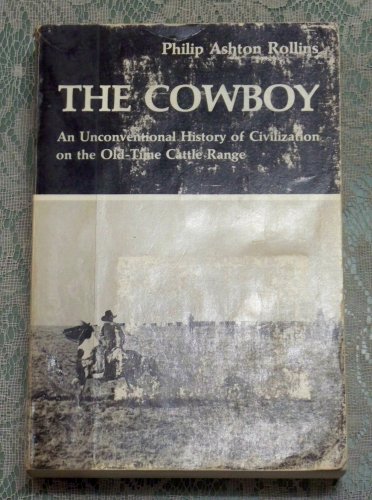 Philip Ashton Rollins
THE COWBOY
An Unconventional History of Civilization
on the Old-Time Cattle Range